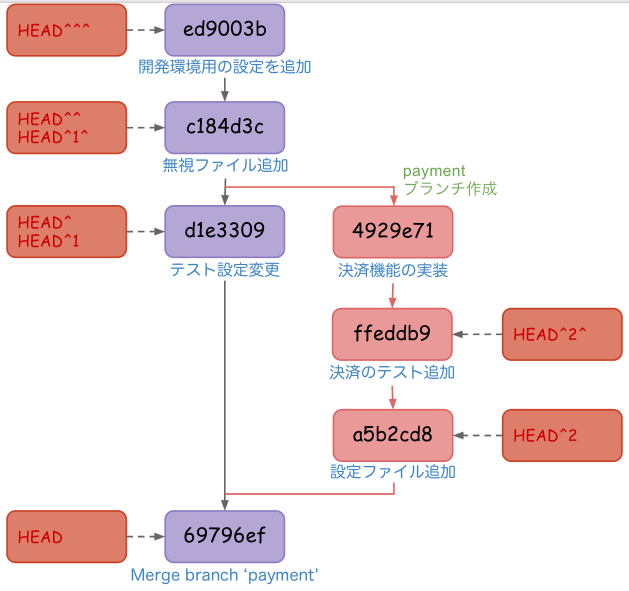 HEAD^^^
ed9003b
開発環境用の設定を追加
HEAD^^
HEAD^1^
c184d3c
無視ファイル追加
payment
ブランチ作成
HEAD^
HEAD^1
d1e3309
テスト設定変更
4929e71
決済機能の実装
ffeddb9
決済のテスト追加
HEAD^2^
a5b2cd8
設定ファイル追加
HEAD^2
HEAD
69796ef
Merge branch ‘payment'